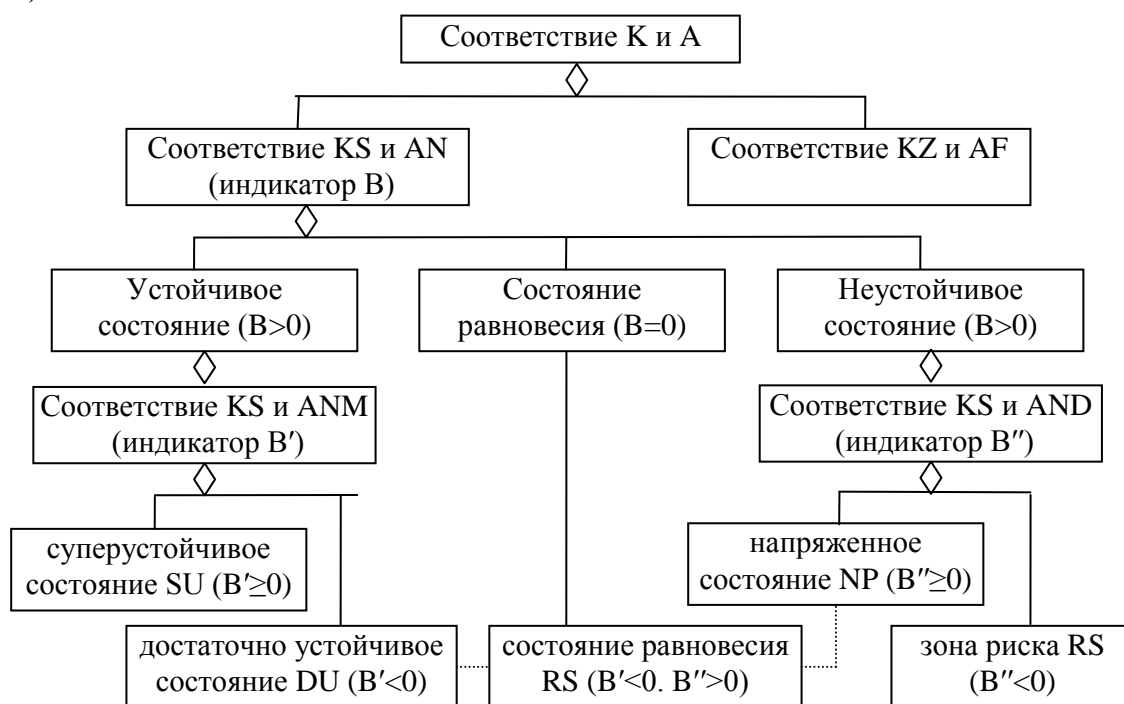 Соответствие K и A
Соответствие KS и AN
(индикатор B)
Соответствие KZ и AF
Устойчивое
состояние (B>0)
Состояние
равновесия (B=0)
Неустойчивое
состояние (B>0)
Соответствие KS и ANM
(индикатор B′)
Соответствие KS и AND
(индикатор B″)
суперустойчивое
состояние SU (B′≥0)
напряженное
состояние NP (B″≥0)
достаточно устойчивое
состояние DU (B′<0)
состояние равновесия
RS (B′<0. B″>0)
зона риска RS
(B″<0)